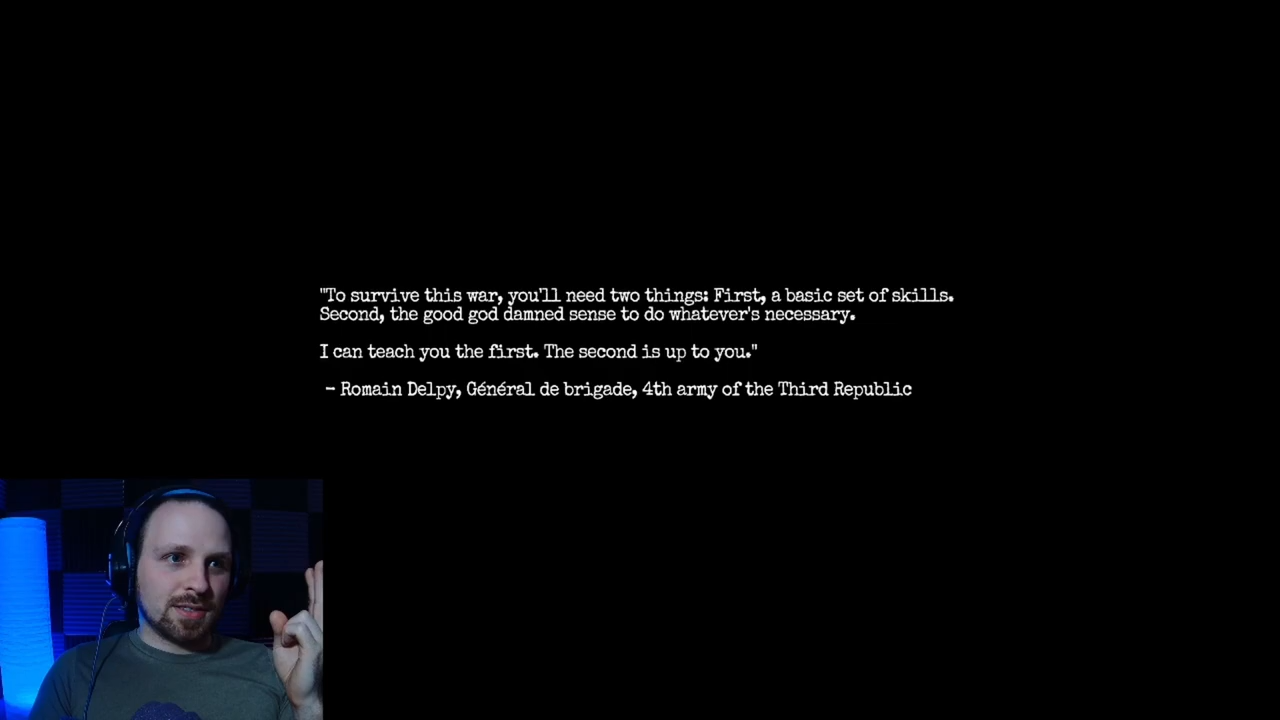 "To survive this war, you'll need two things: First, a basic set of skills.
Second, the good god damned sense to do whatever's necessary.
I can teach you the first. The second is up to you."
– Romain Delpy, Général de brigade, 4th army of the Third Republic